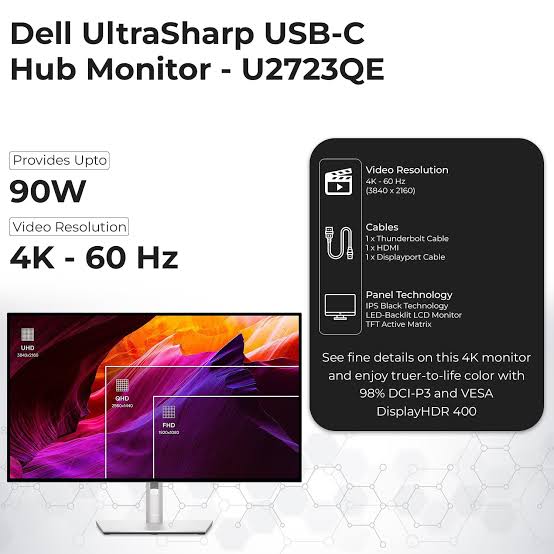 Dell UltraSharp USB-C
Hub Monitor - U2723QE
Provides Upto
90W
Video Resolution
4K - 60 Hz
Video Resolution
4K - 60 Hz
(3840 x 2160)
Cables
1 x Thunderbolt Cable
1 x HDMI
1 x Displayport Cable
Panel Technology
IPS Black Technology
LED-Backlit LCD Monitor
TFT Active Matrix
See fine details on this 4K monitor
and enjoy truer-to-life color with
98% DCI-P3 and VESA
DisplayHDR 400
UHD
3840x2160
QHD
2560x1440
FHD
1920x1080